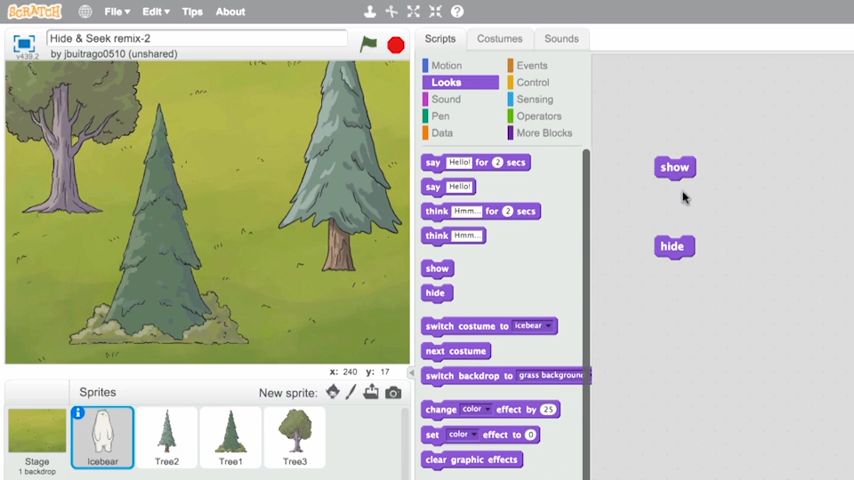 SCRATCH File Edit Tips About
Hide & Seek remix-2
by jbuitrago0510 (unshared)
v439.2
Scripts Costumes Sounds
Motion Events
Looks Control
Sound Sensing
Pen Operators
Data More Blocks
say Hello! for 2 secs
say Hello!
think Hmm... for 2 secs
think Hmm...
show
hide
switch costume to icebear
next costume
switch backdrop to grass background
change color effect by 25
set color effect to 0
clear graphic effects
show
hide
x: 240 y: 17
Sprites New sprite:
Stage
1 backdrop
Icebear
Tree2
Tree1
Tree3